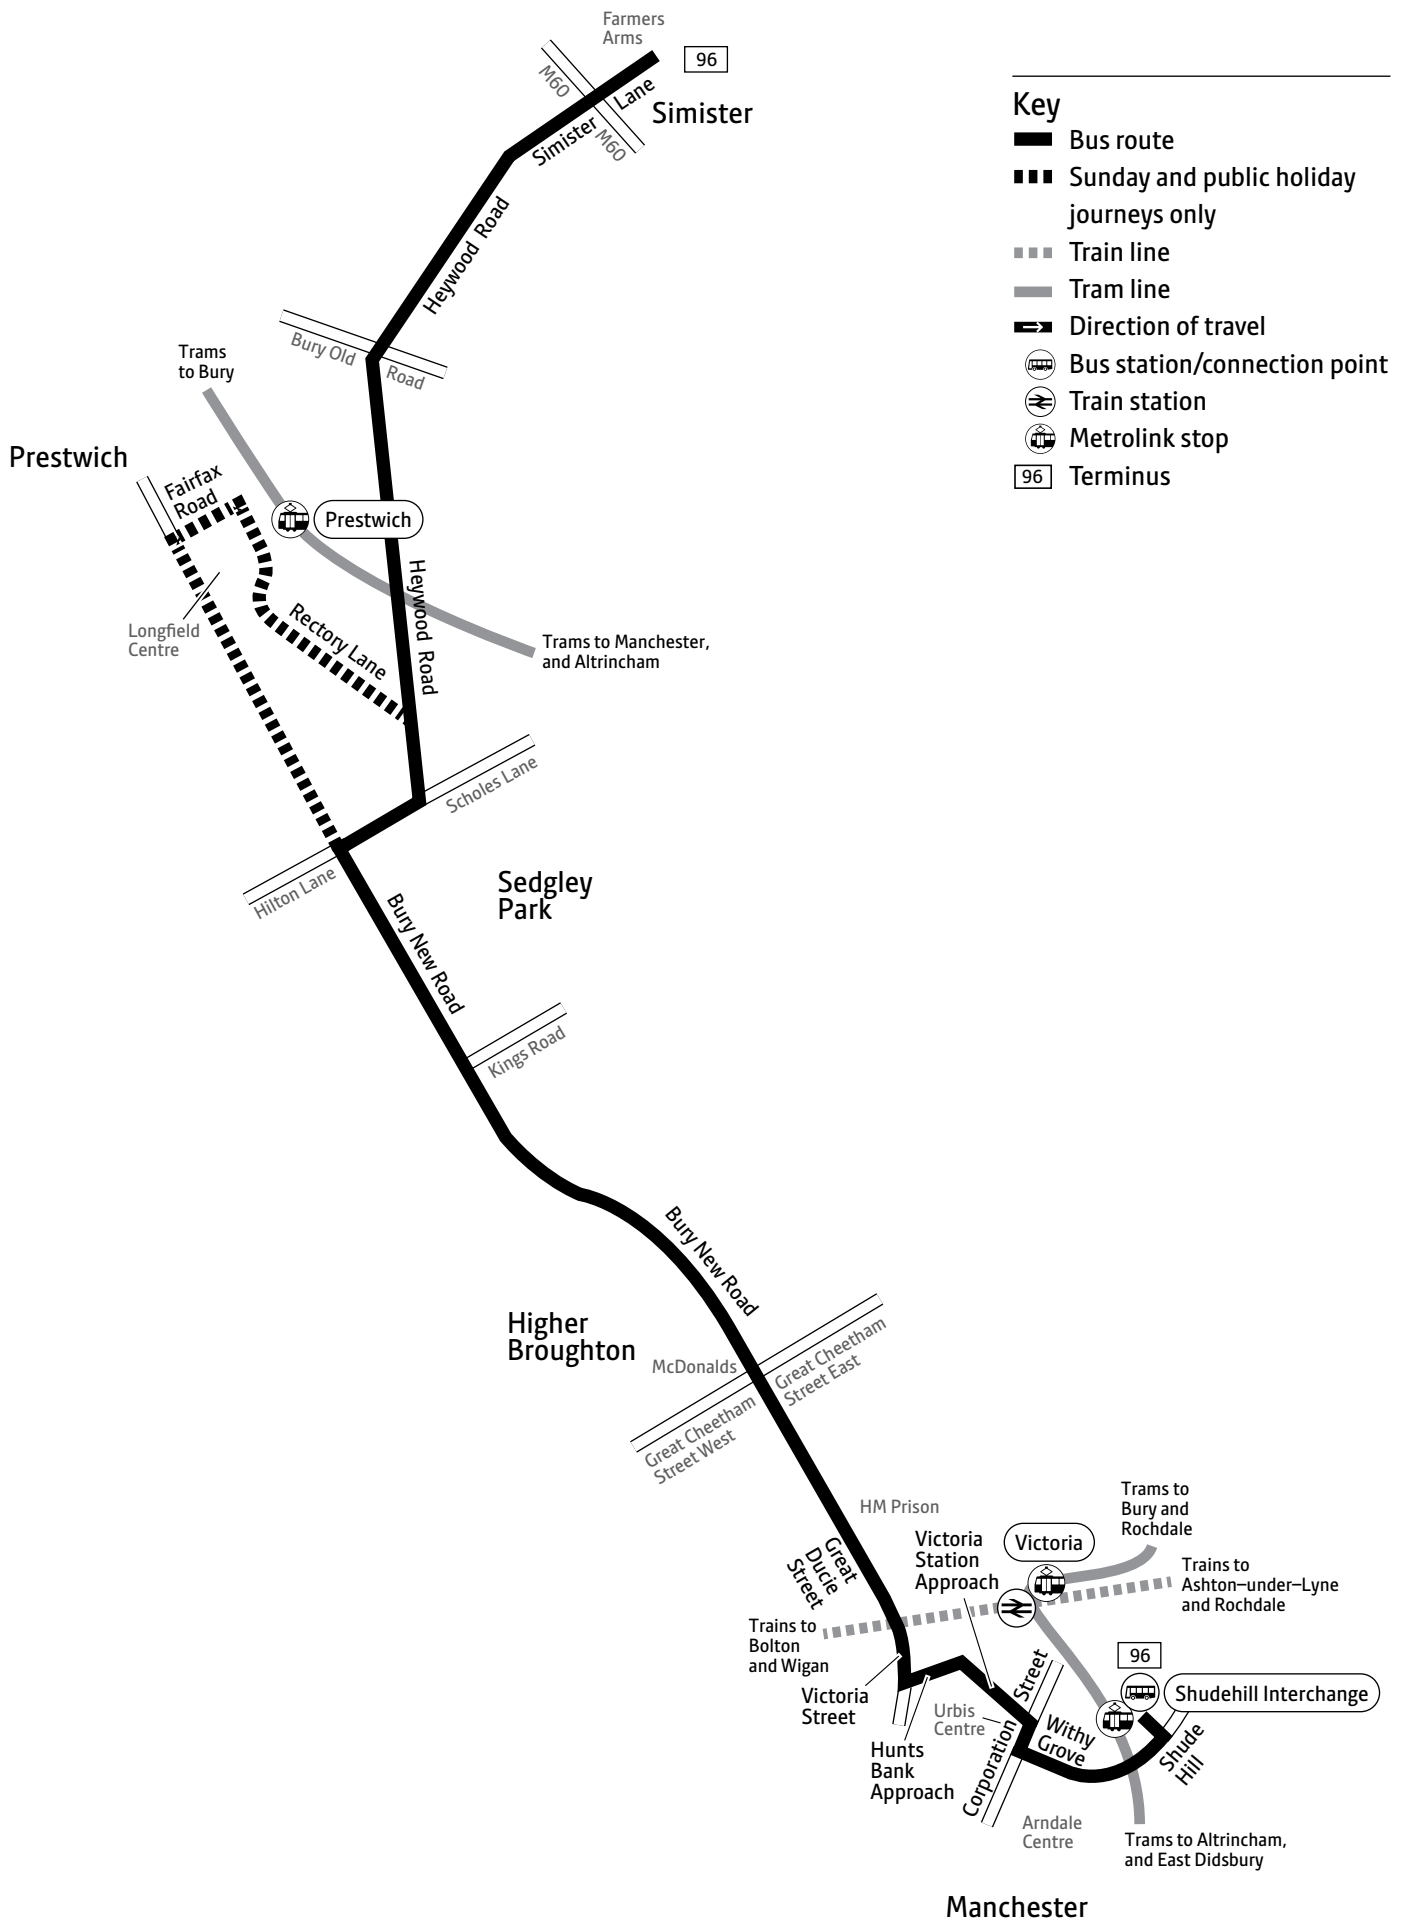 Farmers
Arms
96
M60
Simister
Lane
Simister
M60
Key
Bus route
Sunday and public holiday
journeys only
Train line
Tram line
Direction of travel
Bus station/connection point
Train station
Metrolink stop
96
Terminus
Heywood Road
Bury Old
Road
Trams
to Bury
Prestwich
Fairfax
Road
Prestwich
Heywood Road
Longfield
Centre
Rectory Lane
Trams to Manchester,
and Altrincham
Scholes Lane
Hilton Lane
Sedgley
Park
Bury New Road
Kings Road
Bury New Road
Higher
Broughton
McDonalds
Great Cheetham
Street East
Great Cheetham
Street West
HM Prison
Great
Ducie
Street
Victoria
Station
Approach
Victoria
Trams to
Bury and
Rochdale
Trains to
Ashton–under–Lyne
and Rochdale
Trains to
Bolton
and Wigan
Victoria
Street
Hunts
Bank
Approach
Urbis
Centre
Corporation
Street
Withy
Grove
96
Shudehill Interchange
Shude
Hill
Arndale
Centre
Trams to Altrincham,
and East Didsbury
Manchester